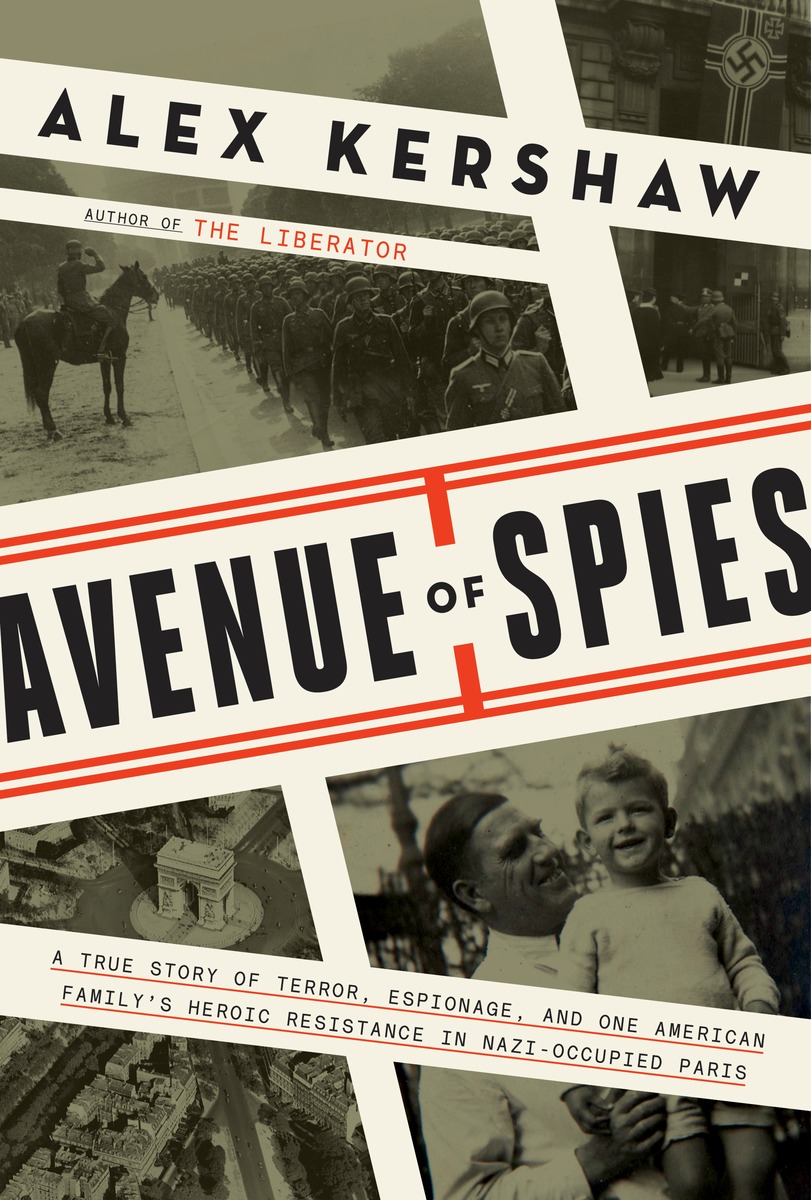 ALEX KERSHAW
AUTHOR OF THE LIBERATOR
AVENUE OF SPIES
A TRUE STORY OF TERROR, ESPIONAGE, AND ONE AMERICAN
FAMILY’S HEROIC RESISTANCE IN NAZI-OCCUPIED PARIS